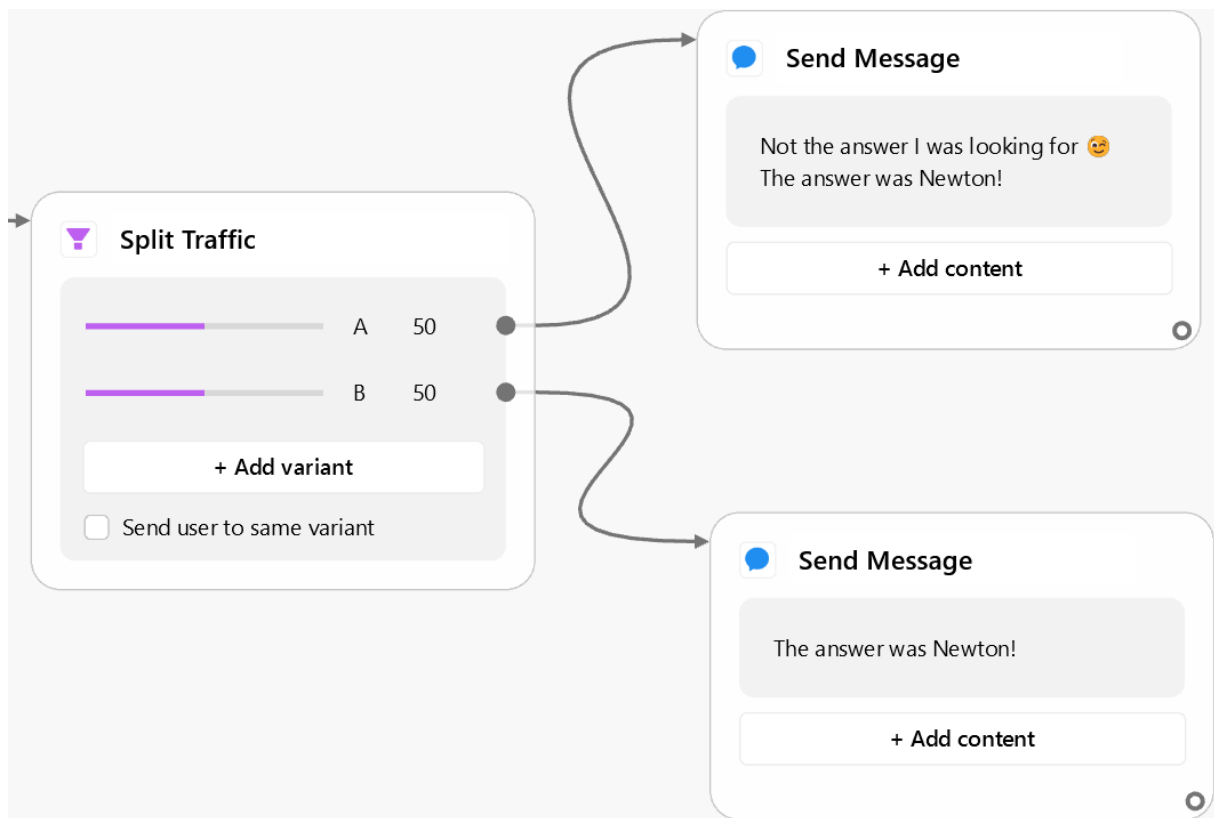 Split Traffic
A 50
B 50
+ Add variant
Send user to same variant
Send Message
Not the answer I was looking for 😉
The answer was Newton!
+ Add content
Send Message
The answer was Newton!
+ Add content